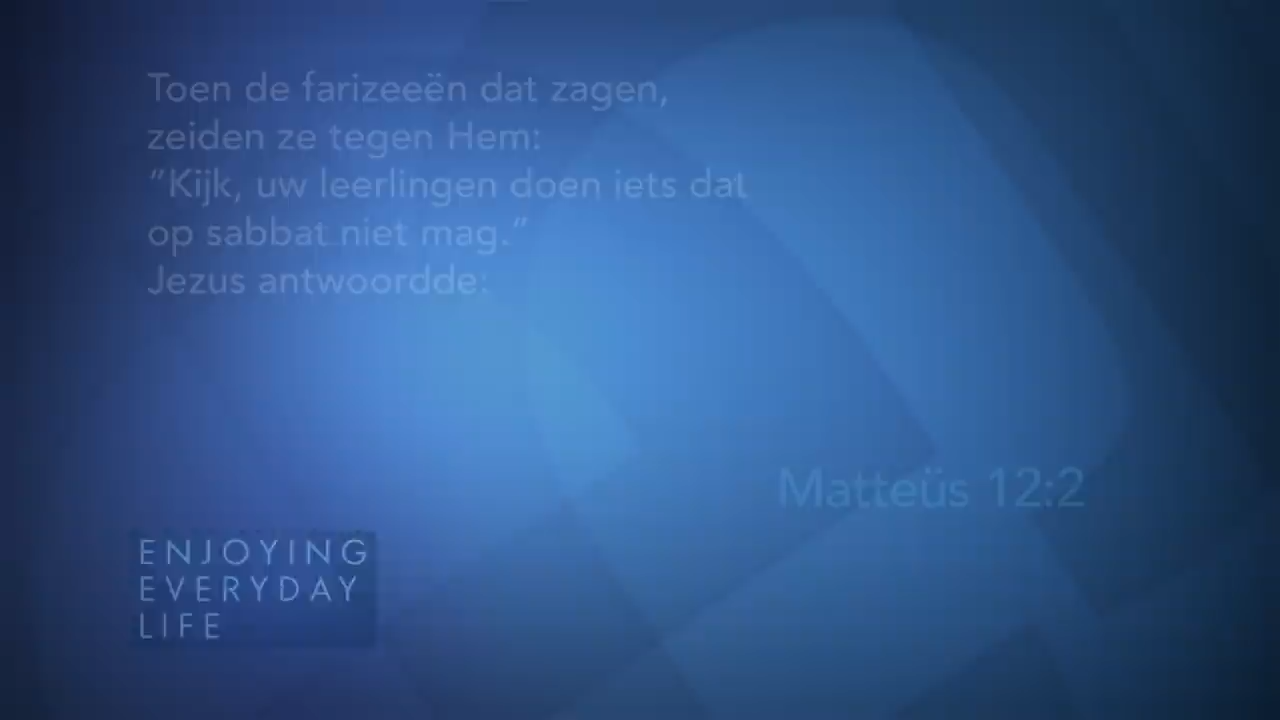 Toen de farizeeën dat zagen,
zeiden ze tegen Hem:
“Kijk, uw leerlingen doen iets dat
op sabbat niet mag.”
Jezus antwoordde:
Matteüs 12:2
ENJOYING
EVERYDAY
LIFE